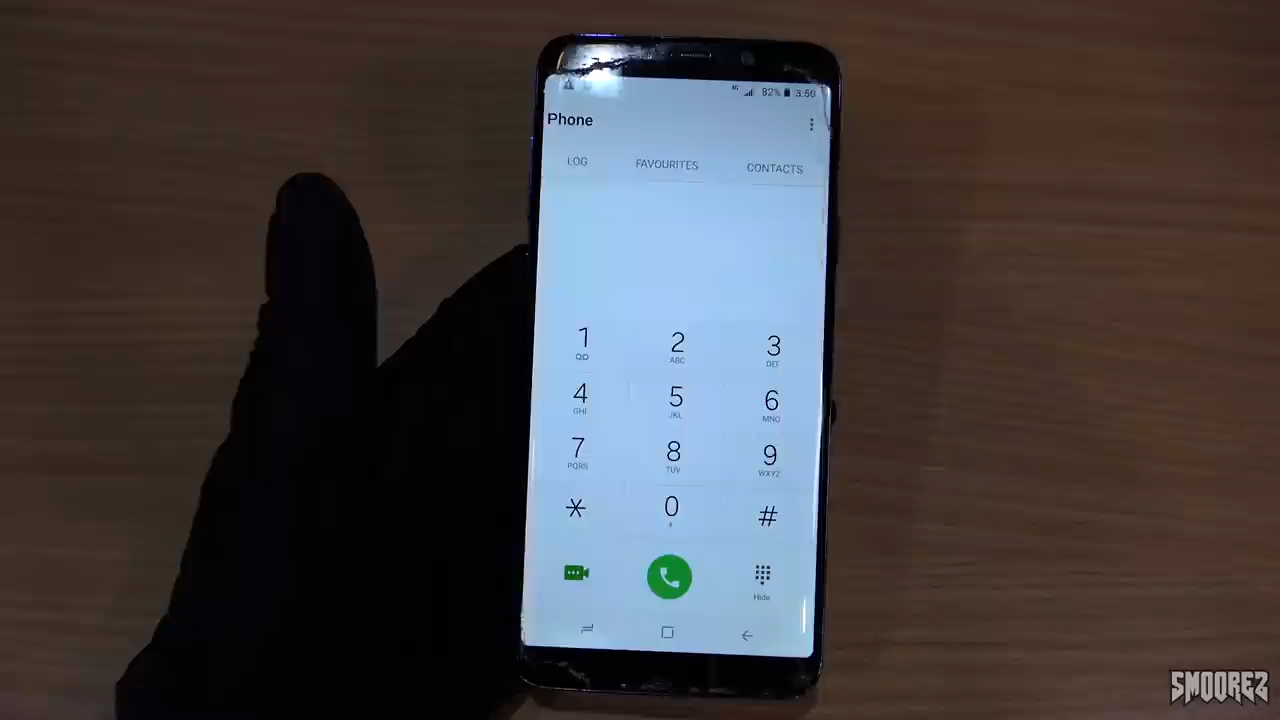 4G 82% 3:50
Phone
LOG FAVOURITES CONTACTS
1 2 3
ABC DEF
4 5 6
GHI JKL MNO
7 8 9
PQRS TUV WXYZ
* 0 #
+
Hide
SMOOREZ